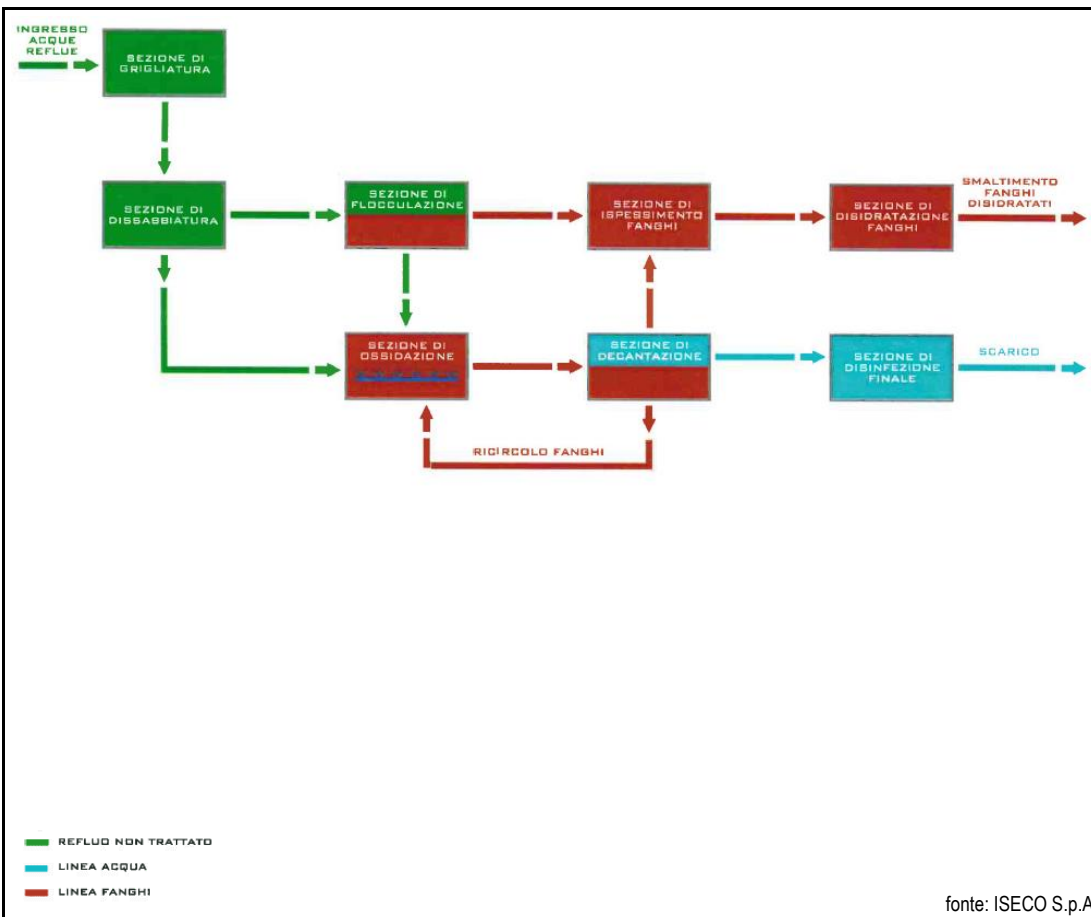 INGRESSO
ACQUE
REFLUE
SEZIONE DI
GRIGLIATURA
SEZIONE DI
DISSABBIATURA
SEZIONE DI
FLOCCULAZIONE
SEZIONE DI
ISPESSIMENTO
FANGHI
SEZIONE DI
DISIDRATAZIONE
FANGHI
SMALTIMENTO
FANGHI
DISIDRATATI
SEZIONE DI
OSSIDAZIONE
SEZIONE DI
DECANTAZIONE
SEZIONE DI
DISINFEZIONE
FINALE
SCARICO
RICIRCOLO FANGHI
REFLUO NON TRATTATO
LINEA ACQUA
LINEA FANGHI
fonte: ISECO S.p.A